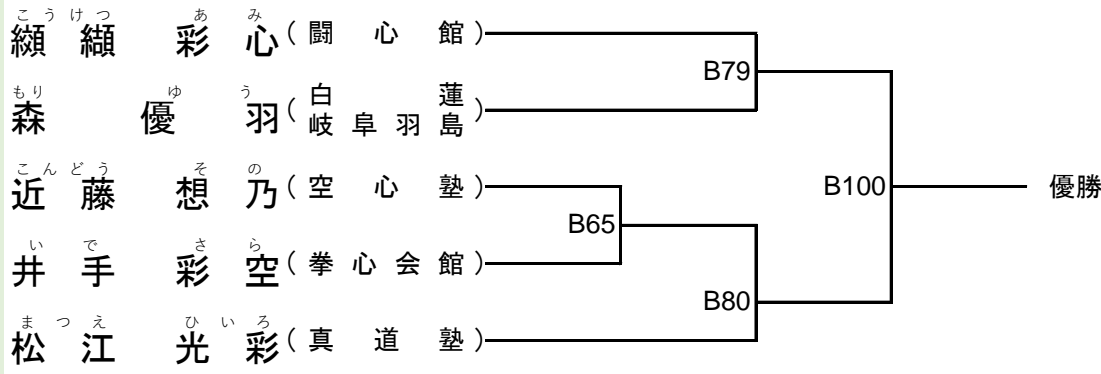 こうけつ あみ
纐纈 彩心(闘心館)
B79
もり ゆう
森 優羽(白蓮岐阜羽島)
こんどう その
近藤 想乃(空心塾)
B100 優勝
B65
いで さら
井手 彩空(拳心会館)
B80
まつえ ひいろ
松江 光彩(真道塾)